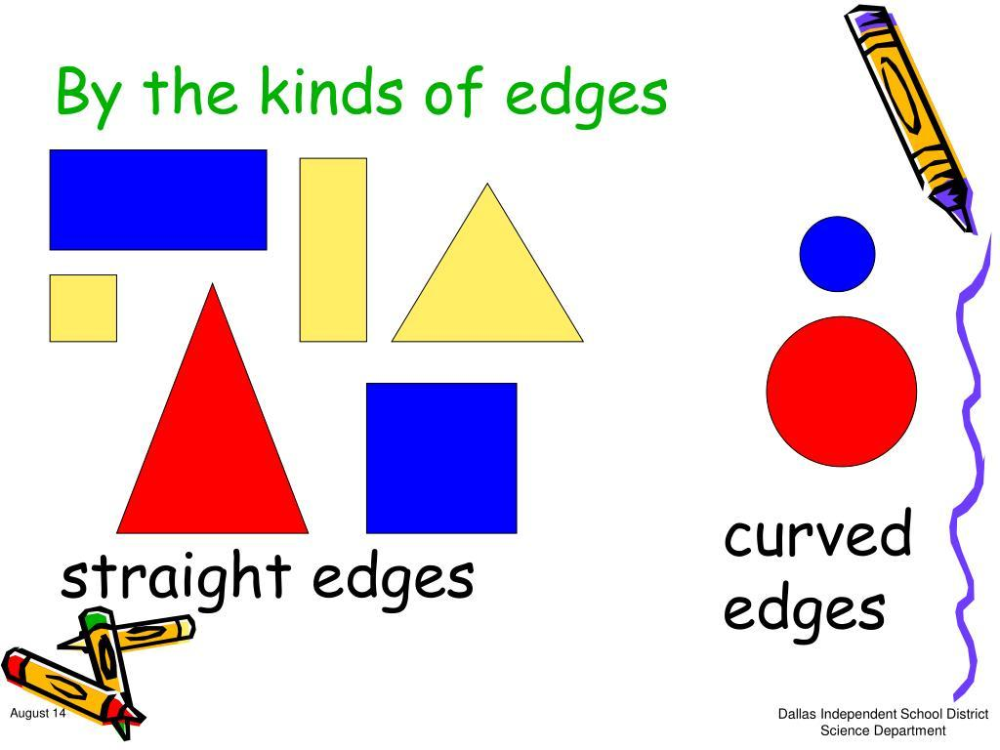 By the kinds of edges
straight edges
curved
edges
August 14
Dallas Independent School District
Science Department